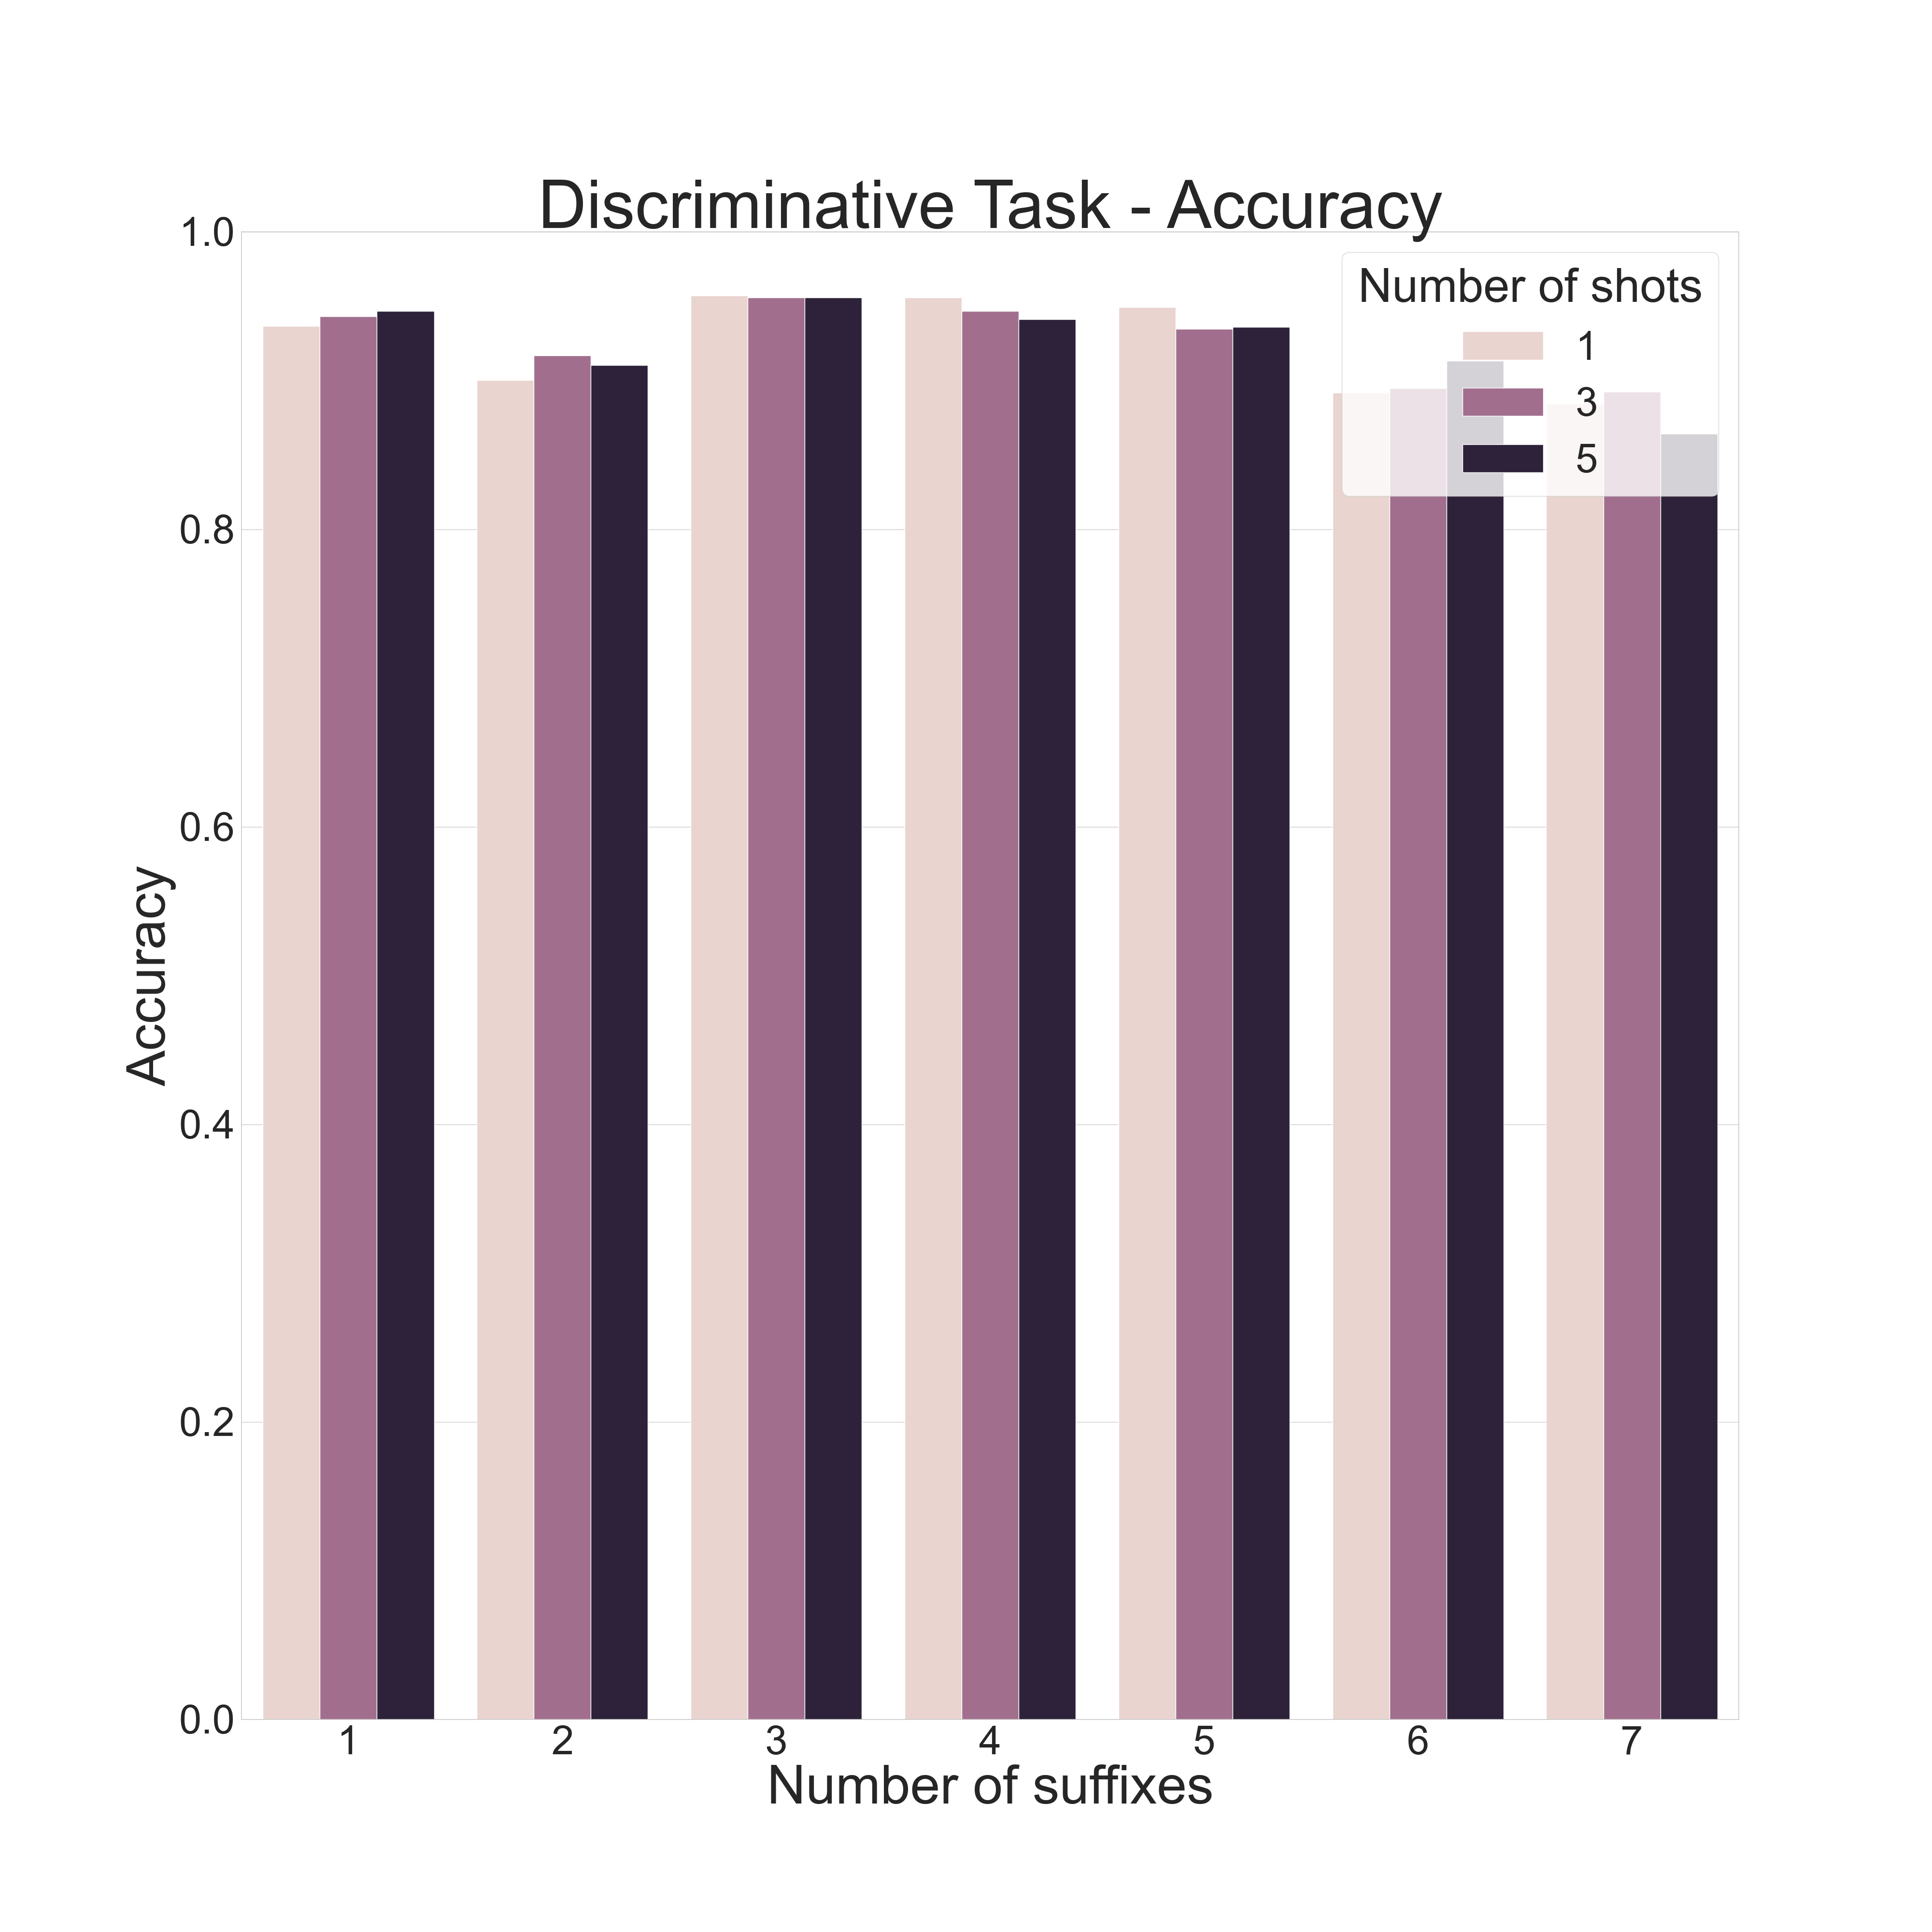 Discriminative Task - Accuracy
Number of shots
1
3
5
1.0
0.8
0.6
0.4
0.2
0.0
Accuracy
1 2 3 4 5 6 7
Number of suffixes